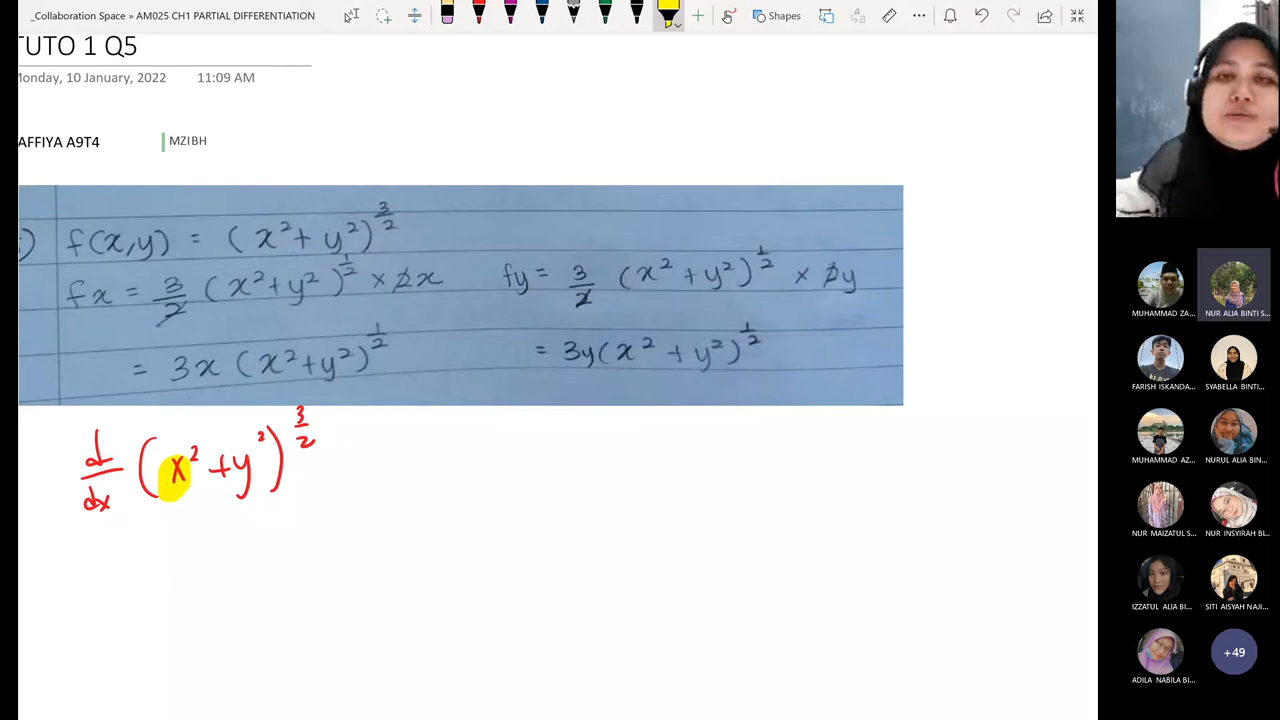 _Collaboration Space » AM025 CH1 PARTIAL DIFFERENTIATION
Shapes
TUTO 1 Q5
Monday, 10 January, 2022 11:09 AM
AFFIYA A9T4 MZIBH
) f(x,y) = (x²+ y²)^3/2
fx = 3/2 (x²+y²)^1/2 × 2x fy = 3/2 (x² + y²)^1/2 × 2y
= 3x (x²+y²)^1/2 = 3y(x² + y²)^1/2
d/dx (x² + y²)^3/2
MUHAMMAD ZA... NUR ALIA BINTI S...
FARISH ISKANDA... SYABELLA BINTI...
MUHAMMAD AZ... NURUL ALIA BIN...
NUR MAIZATUL S... NUR INSYIRAH BI...
IZZATUL ALIA BI... SITI AISYAH NAJI...
ADILA NABILA BI... +49